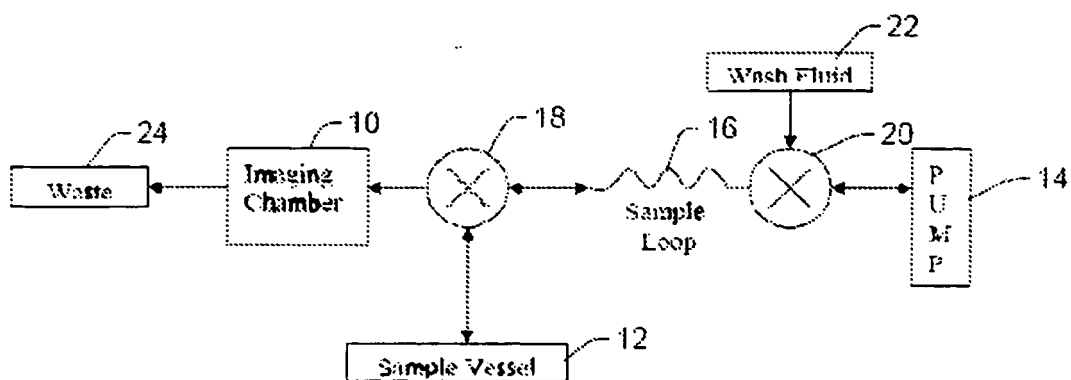 22
Wash Fluid
24
10
18
16
20
Waste
Imaging
Chamber
Sample
Loop
P
U
M
P
14
Sample Vessel
12